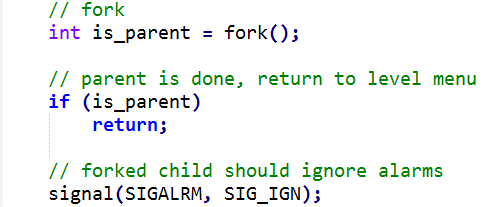 // fork
int is_parent = fork();
// parent is done, return to level menu
if (is_parent)
return;
// forked child should ignore alarms
signal(SIGALRM, SIG_IGN);